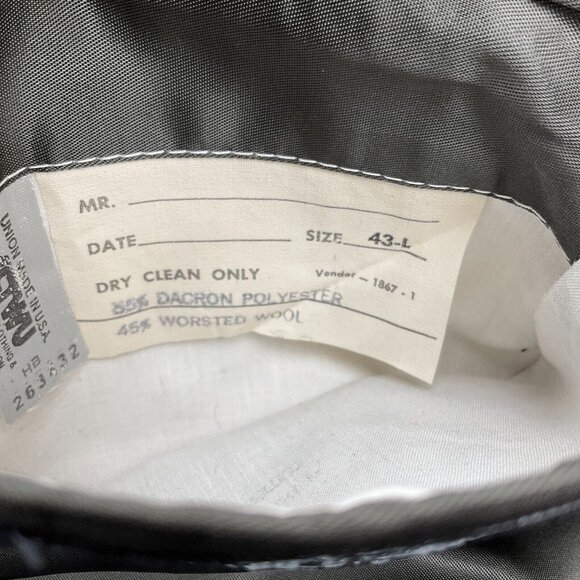 MR.
DATE SIZE 43-L
DRY CLEAN ONLY Vendor - 1867 - 1
55% DACRON POLYESTER
45% WORSTED WOOL
UNION MADE IN USA
HB